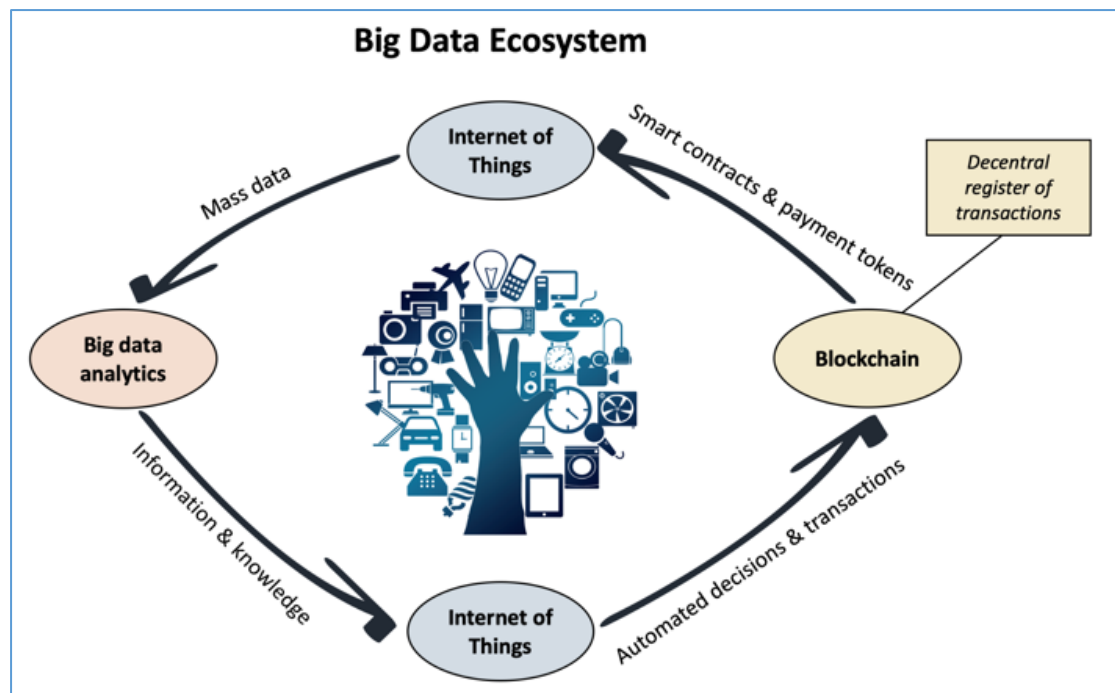 Big Data Ecosystem
Internet of
Things
Smart contracts & payment tokens
Decentral
register of
transactions
Mass data
Big data
analytics
Blockchain
Information & knowledge
Automated decisions & transactions
Internet of
Things